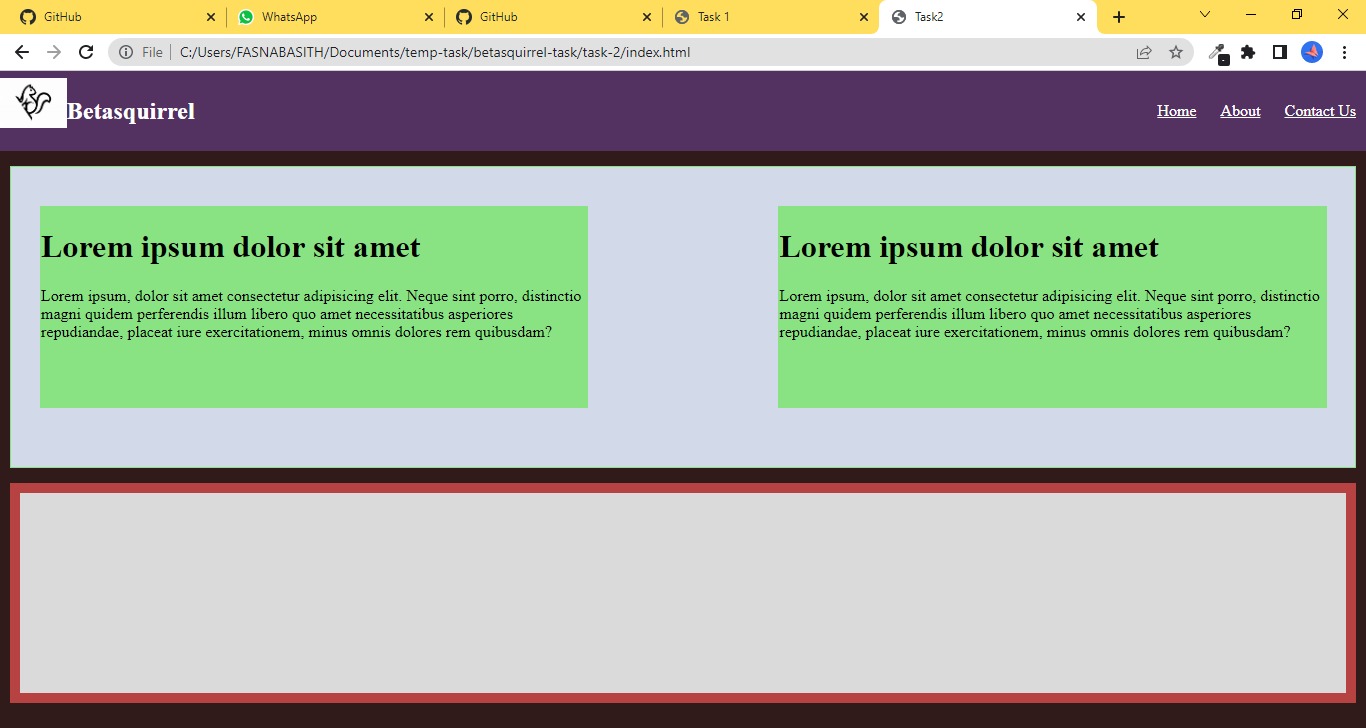 GitHub
WhatsApp
GitHub
Task 1
Task2
File
C:/Users/FASNABASITH/Documents/temp-task/betasquirrel-task/task-2/index.html
Betasquirrel
Home About Contact Us
Lorem ipsum dolor sit amet
Lorem ipsum, dolor sit amet consectetur adipisicing elit. Neque sint porro, distinctio
magni quidem perferendis illum libero quo amet necessitatibus asperiores
repudiandae, placeat iure exercitationem, minus omnis dolores rem quibusdam?
Lorem ipsum dolor sit amet
Lorem ipsum, dolor sit amet consectetur adipisicing elit. Neque sint porro, distinctio
magni quidem perferendis illum libero quo amet necessitatibus asperiores
repudiandae, placeat iure exercitationem, minus omnis dolores rem quibusdam?